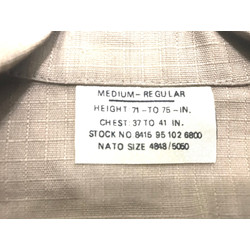 MEDIUM-REGULAR
HEIGHT 71-TO 75-IN.
CHEST 37 TO 41 IN.
STOCK NO 8415 95 102 6800
NATO SIZE 4848/5060